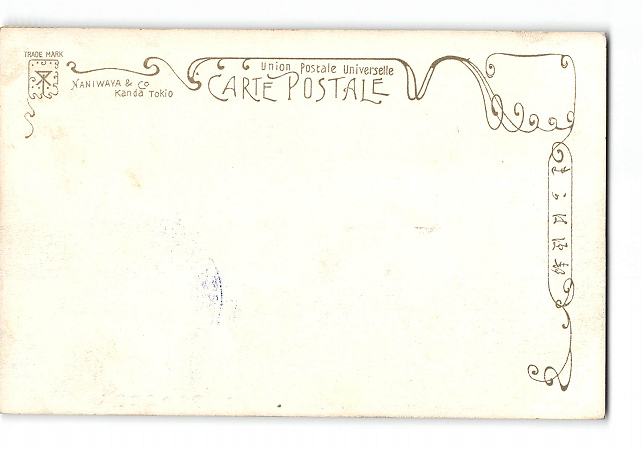 TRADE MARK
NANIWAYA & Co
Kanda Tokio
Union Postale Universelle
CARTE POSTALE